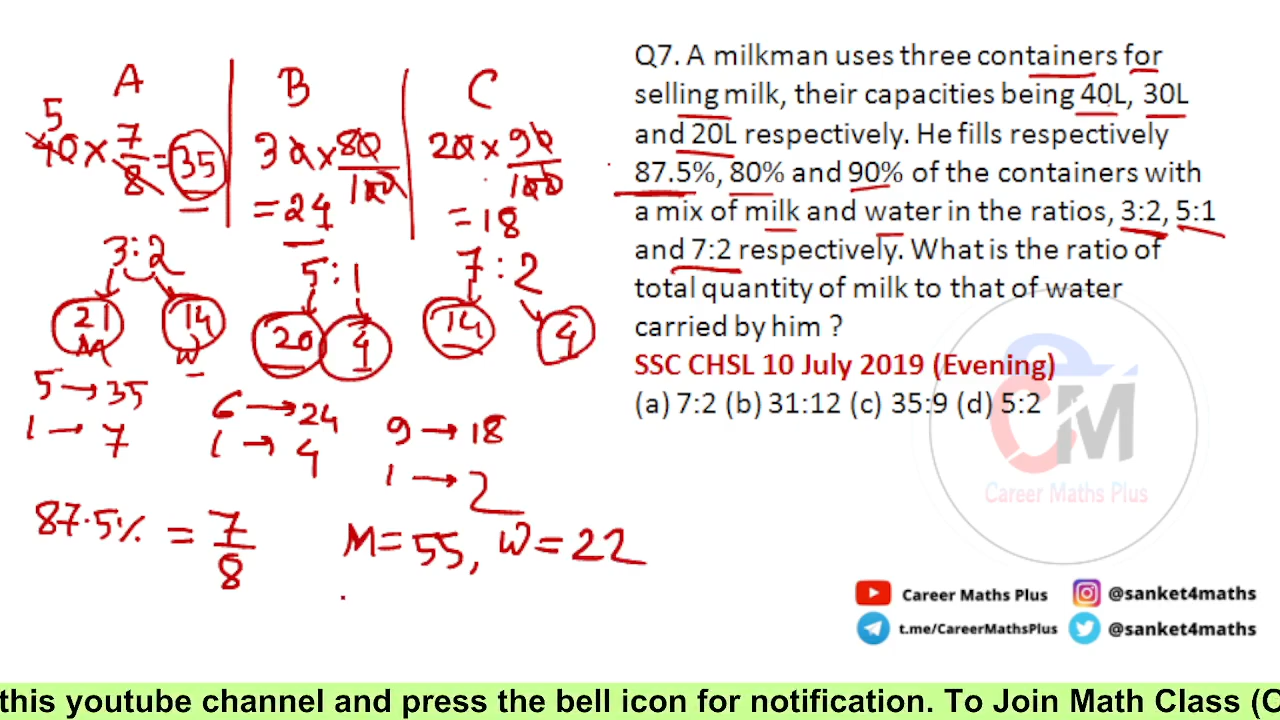 A
B
C
5
40 × 7/8 = 35
30 × 80/100
= 24
20 × 90/100
= 18
3 : 2
21 14
M W
5 → 35
1 → 7
5 : 1
20 4
6 → 24
1 → 4
7 : 2
14 4
9 → 18
1 → 2
87.5% = 7/8
M = 55, W = 22
Q7. A milkman uses three containers for
selling milk, their capacities being 40L, 30L
and 20L respectively. He fills respectively
87.5%, 80% and 90% of the containers with
a mix of milk and water in the ratios, 3:2, 5:1
and 7:2 respectively. What is the ratio of
total quantity of milk to that of water
carried by him ?
SSC CHSL 10 July 2019 (Evening)
(a) 7:2 (b) 31:12 (c) 35:9 (d) 5:2
CM
Career Maths Plus
Career Maths Plus @sanket4maths
t.me/CareerMathsPlus @sanket4maths
this youtube channel and press the bell icon for notification. To Join Math Class (C